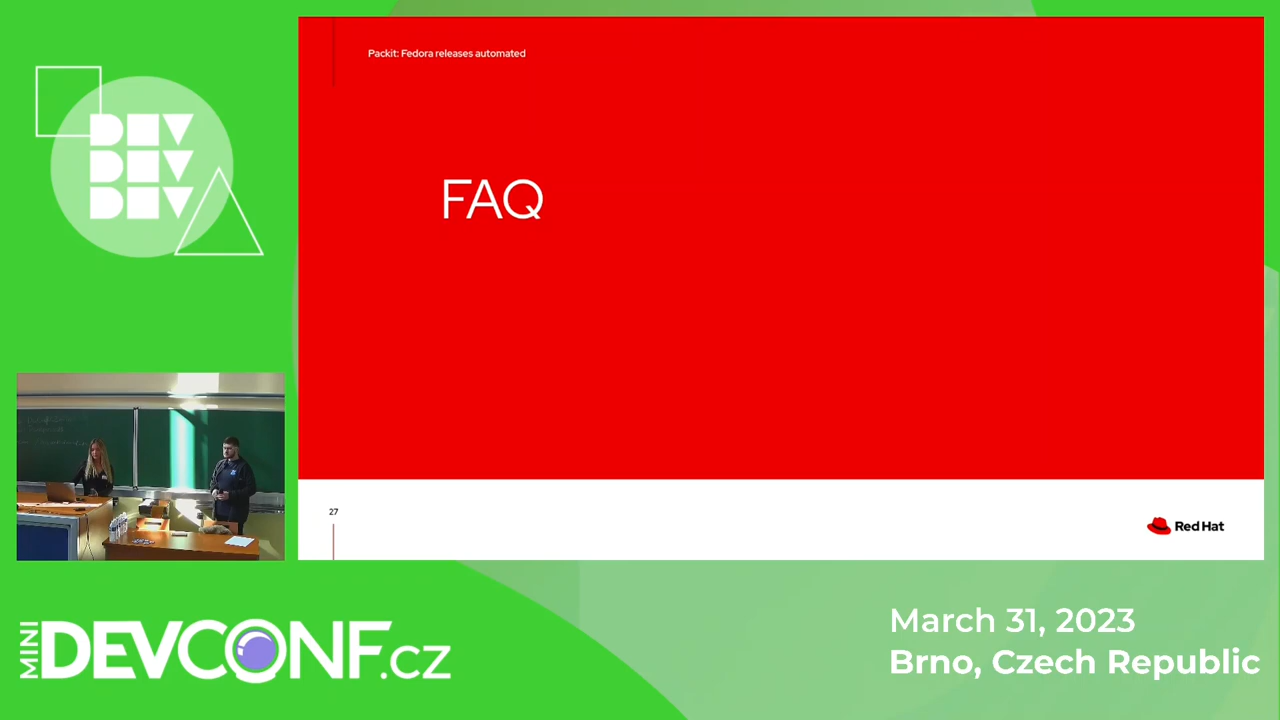 Packit: Fedora releases automated
FAQ
27
Red Hat
DEV
DEV
DEV
MINI DEVCONF.CZ
March 31, 2023
Brno, Czech Republic